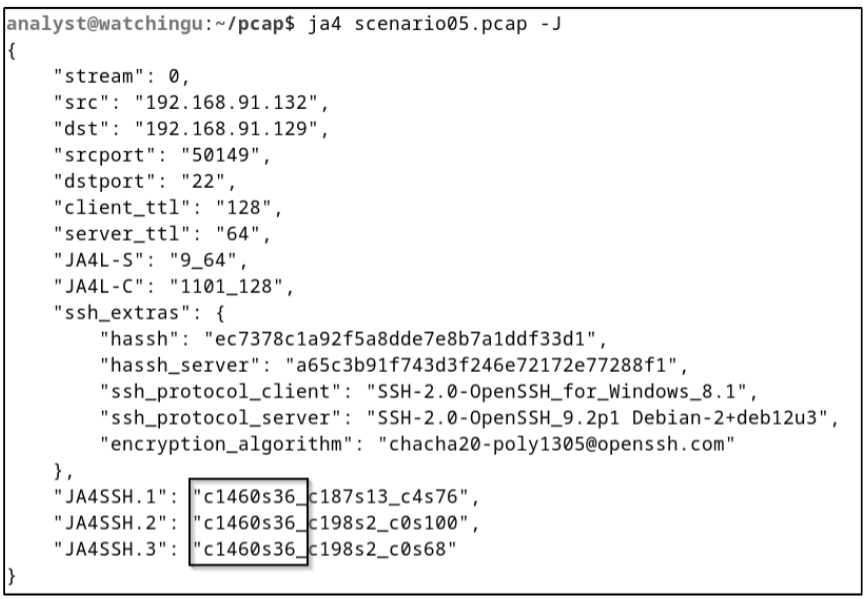 analyst@watchingu:~/pcap$ ja4 scenario05.pcap -J
{
    "stream": 0,
    "src": "192.168.91.132",
    "dst": "192.168.91.129",
    "srcport": "50149",
    "dstport": "22",
    "client_ttl": "128",
    "server_ttl": "64",
    "JA4L-S": "9_64",
    "JA4L-C": "1101_128",
    "ssh_extras": {
        "hassh": "ec7378c1a92f5a8dde7e8b7a1ddf33d1",
        "hassh_server": "a65c3b91f743d3f246e72172e77288f1",
        "ssh_protocol_client": "SSH-2.0-OpenSSH_for_Windows_8.1",
        "ssh_protocol_server": "SSH-2.0-OpenSSH_9.2p1 Debian-2+deb12u3",
        "encryption_algorithm": "chacha20-poly1305@openssh.com"
    },
    "JA4SSH.1": "c1460s36_c187s13_c4s76",
    "JA4SSH.2": "c1460s36_c198s2_c0s100",
    "JA4SSH.3": "c1460s36_c198s2_c0s68"
}